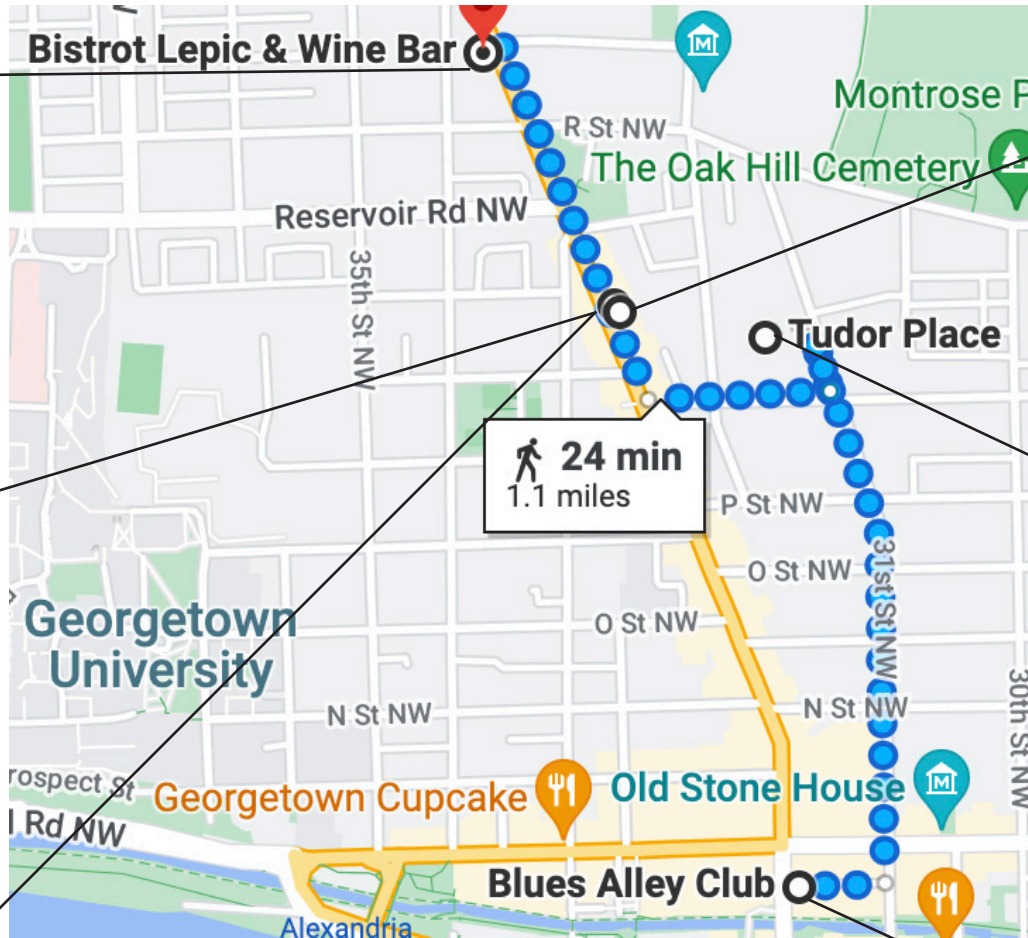 Bistrot Lepic & Wine Bar
M
Montrose P
R St NW
The Oak Hill Cemetery
Reservoir Rd NW
35th St NW
Tudor Place
24 min
1.1 miles
P St NW
O St NW
31st St NW
O St NW
Georgetown
University
N St NW
N St NW
30th St NW
rospect St
Georgetown Cupcake
Old Stone House
M
l Rd NW
Blues Alley Club
Alexandria